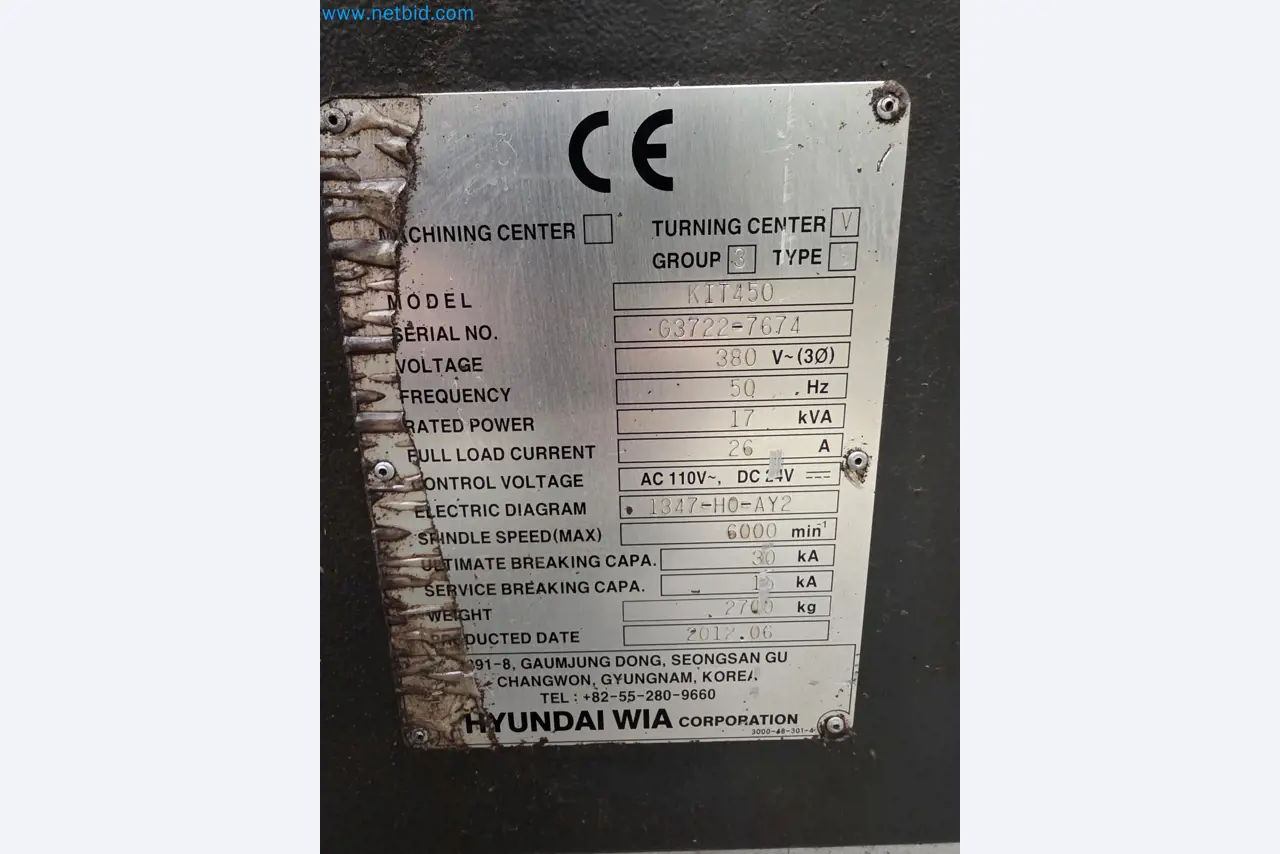 www.netbid.com
CE
MACHINING CENTER TURNING CENTER V
GROUP 3 TYPE
MODEL KIT450
SERIAL NO. G3722-7674
VOLTAGE 380 V~(3Ø)
FREQUENCY 50 Hz
RATED POWER 17 kVA
FULL LOAD CURRENT 26 A
CONTROL VOLTAGE AC 110V~, DC 24V ⎓
ELECTRIC DIAGRAM 1347-HO-AY2
SPINDLE SPEED(MAX) 6000 min⁻¹
ULTIMATE BREAKING CAPA. 30 kA
SERVICE BREAKING CAPA. kA
WEIGHT 2700 kg
PRODUCTED DATE 2012.06
91-8, GAUMJUNG DONG, SEONGSAN GU
CHANGWON, GYUNGNAM, KOREA
TEL : +82-55-280-9660
HYUNDAI WIA CORPORATION